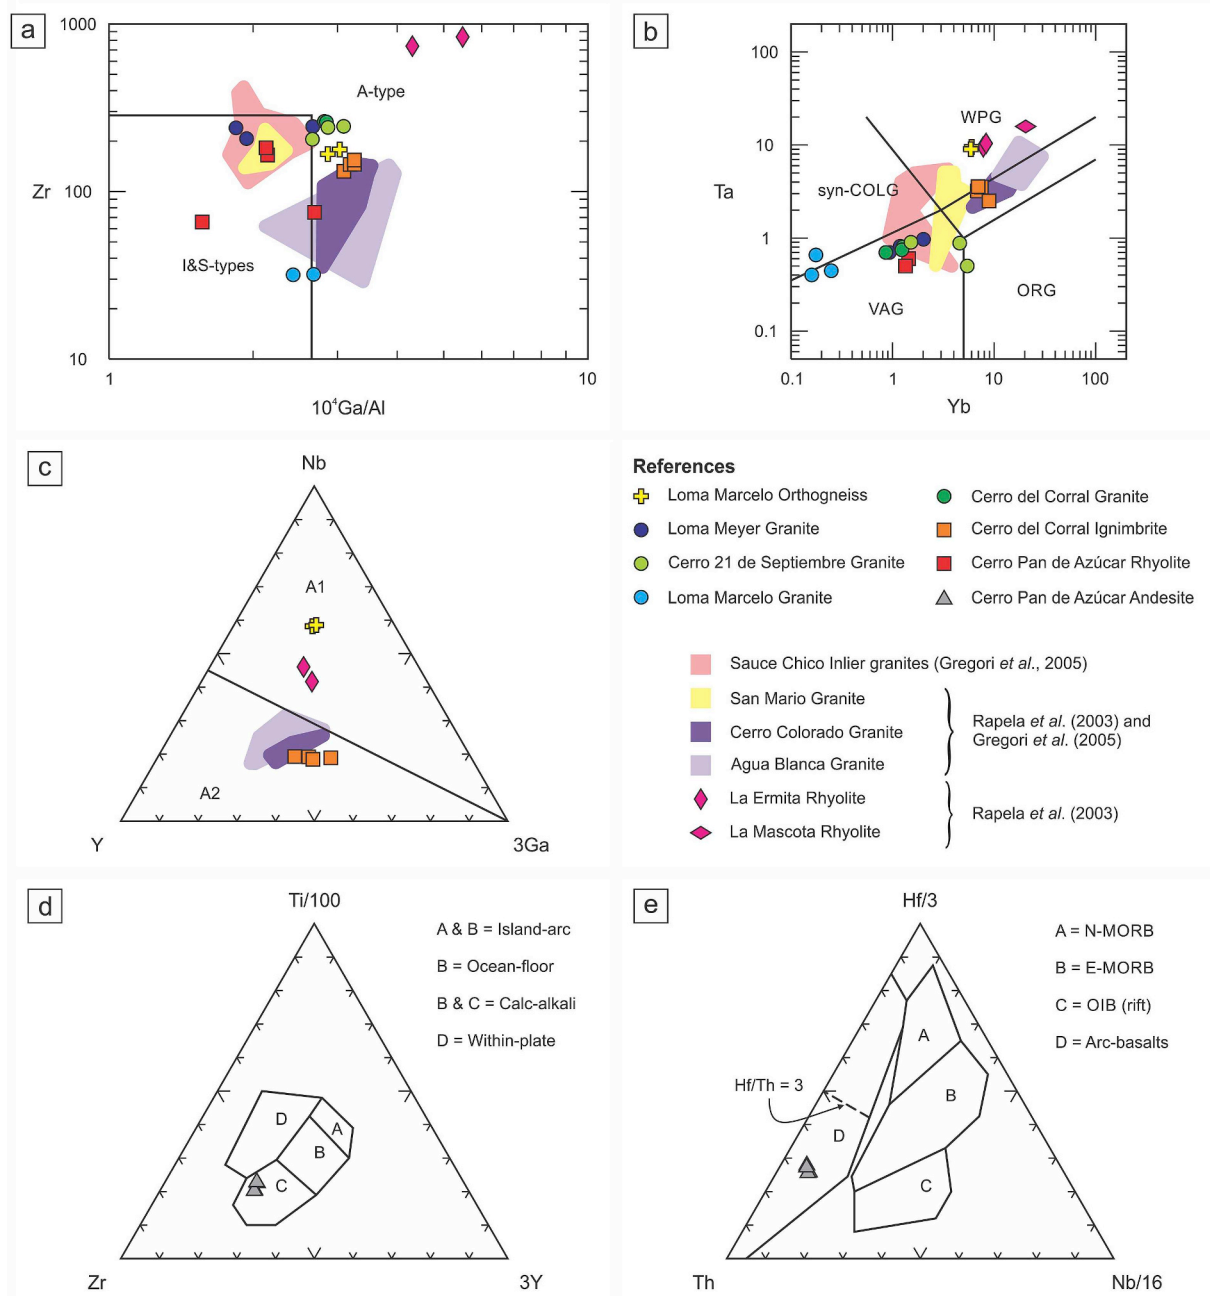 a
1000
100
10
Zr
A-type
I&S-types
1
10
10⁴Ga/Al
b
100
10
1
0.1
Ta
WPG
syn-COLG
VAG
ORG
0.1
1
10
100
Yb
c
Nb
A1
A2
Y
3Ga
References
Loma Marcelo Orthogneiss
Loma Meyer Granite
Cerro 21 de Septiembre Granite
Loma Marcelo Granite
Cerro del Corral Granite
Cerro del Corral Ignimbrite
Cerro Pan de Azúcar Rhyolite
Cerro Pan de Azúcar Andesite
Sauce Chico Inlier granites (Gregori et al., 2005)
San Mario Granite
Cerro Colorado Granite
Agua Blanca Granite
Rapela et al. (2003) and
Gregori et al. (2005)
La Ermita Rhyolite
La Mascota Rhyolite
Rapela et al. (2003)
d
Ti/100
A & B = Island-arc
B = Ocean-floor
B & C = Calc-alkali
D = Within-plate
D
A
B
C
Zr
3Y
e
Hf/3
A = N-MORB
B = E-MORB
C = OIB (rift)
D = Arc-basalts
Hf/Th = 3
A
B
D
C
Th
Nb/16